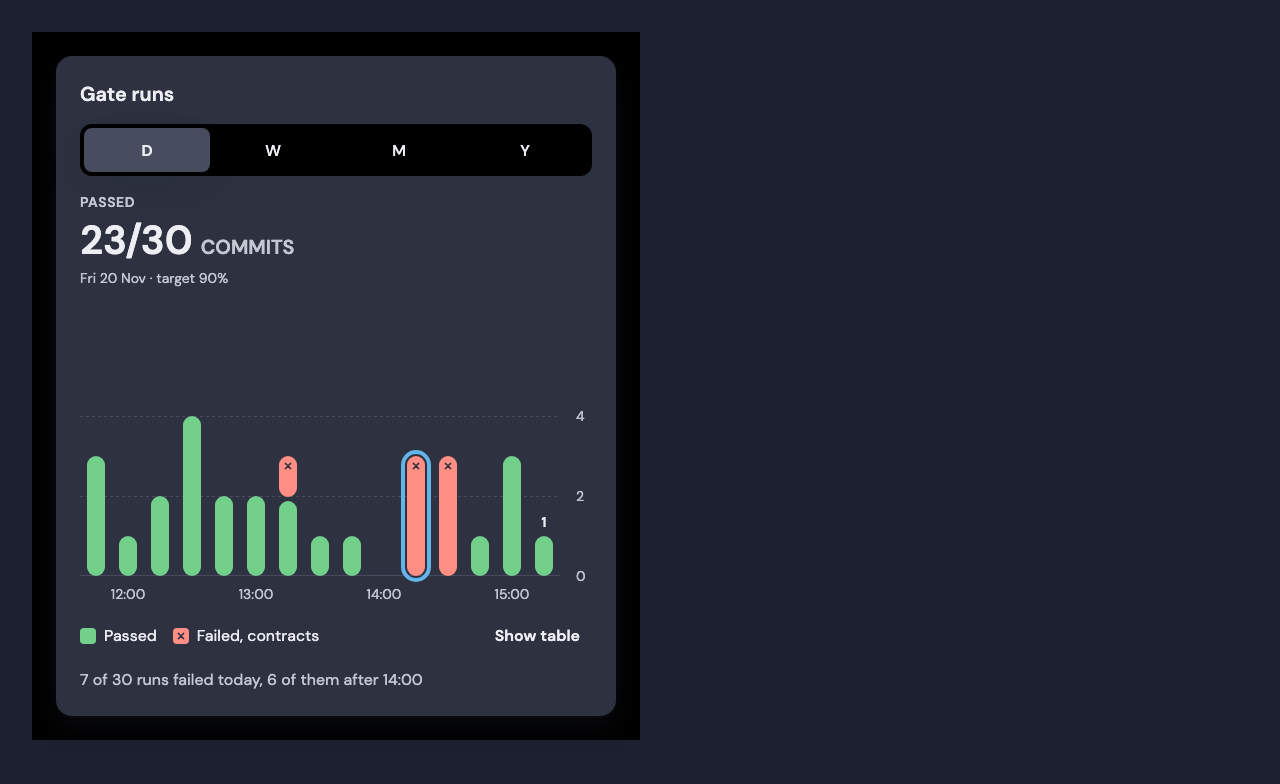 Gate runs
D W M Y
PASSED
23/30 COMMITS
Fri 20 Nov · target 90%
4
2
1
0
12:00 13:00 14:00 15:00
Passed Failed, contracts Show table
7 of 30 runs failed today, 6 of them after 14:00